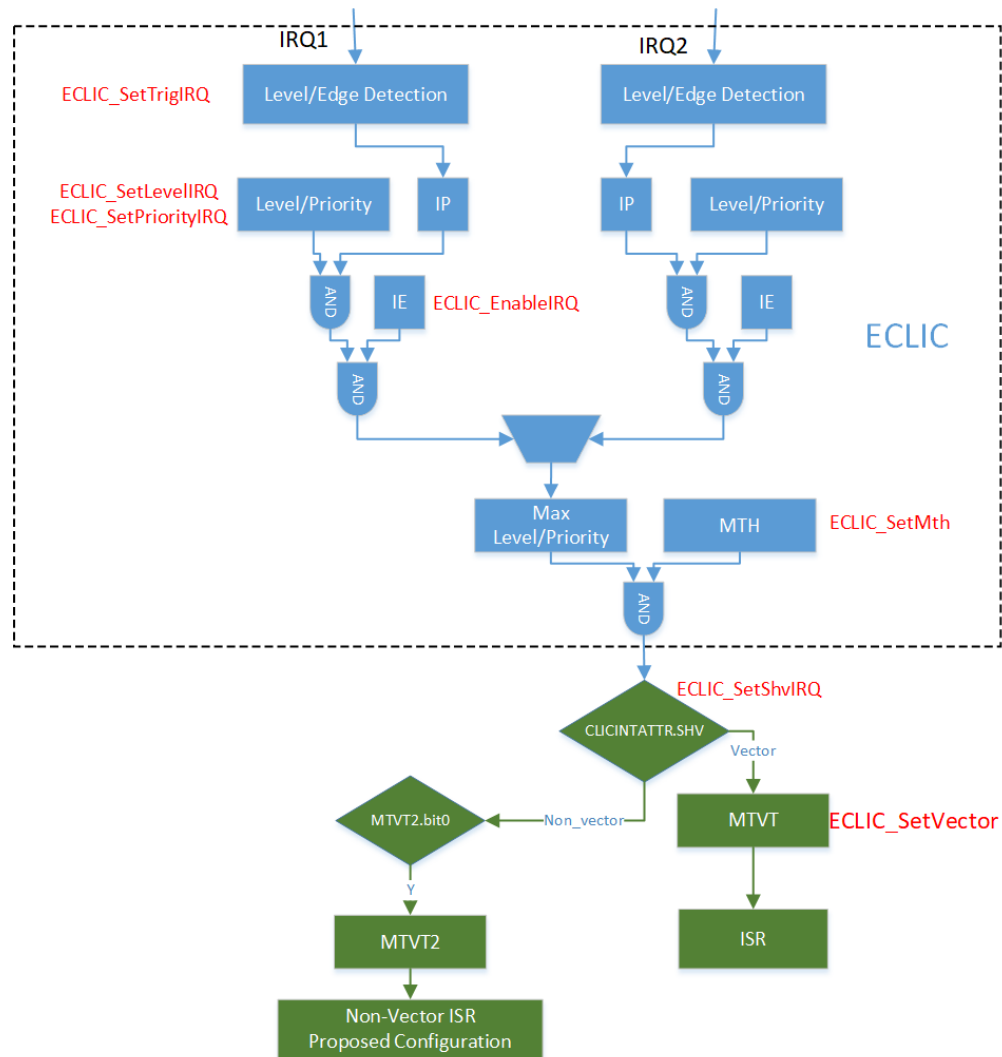 IRQ1
IRQ2
ECLIC_SetTrigIRQ
Level/Edge Detection
Level/Edge Detection
ECLIC_SetLevelIRQ
ECLIC_SetPriorityIRQ
Level/Priority
IP
IP
Level/Priority
AND
IE
ECLIC_EnableIRQ
AND
IE
ECLIC
AND
AND
Max
Level/Priority
MTH
ECLIC_SetMth
AND
ECLIC_SetShvIRQ
CLICINTATTR.SHV
Vector
MTVT2.bit0
Non_vector
MTVT
ECLIC_SetVector
Y
MTVT2
ISR
Non-Vector ISR
Proposed Configuration